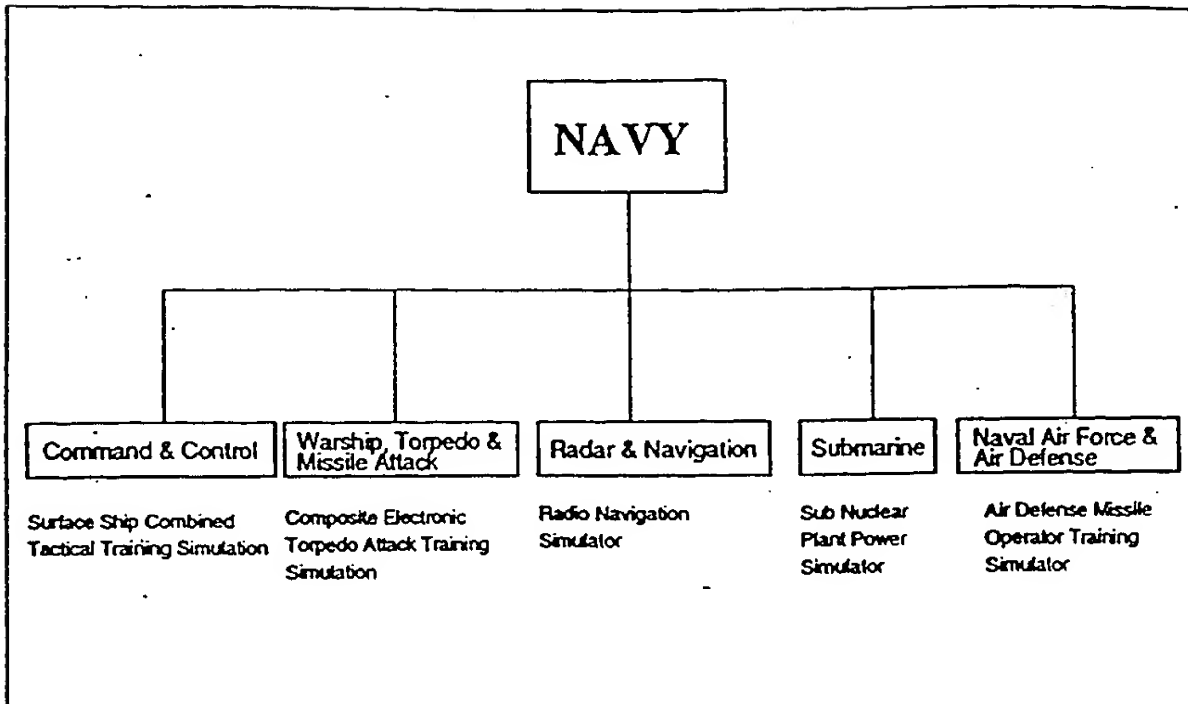 NAVY
Command & Control
Surface Ship Combined
Tactical Training Simulation
Warship, Torpedo &
Missile Attack
Composite Electronic
Torpedo Attack Training
Simulation
Radar & Navigation
Radio Navigation
Simulator
Submarine
Sub Nuclear
Plant Power
Simulator
Naval Air Force &
Air Defense
Air Defense Missile
Operator Training
Simulator